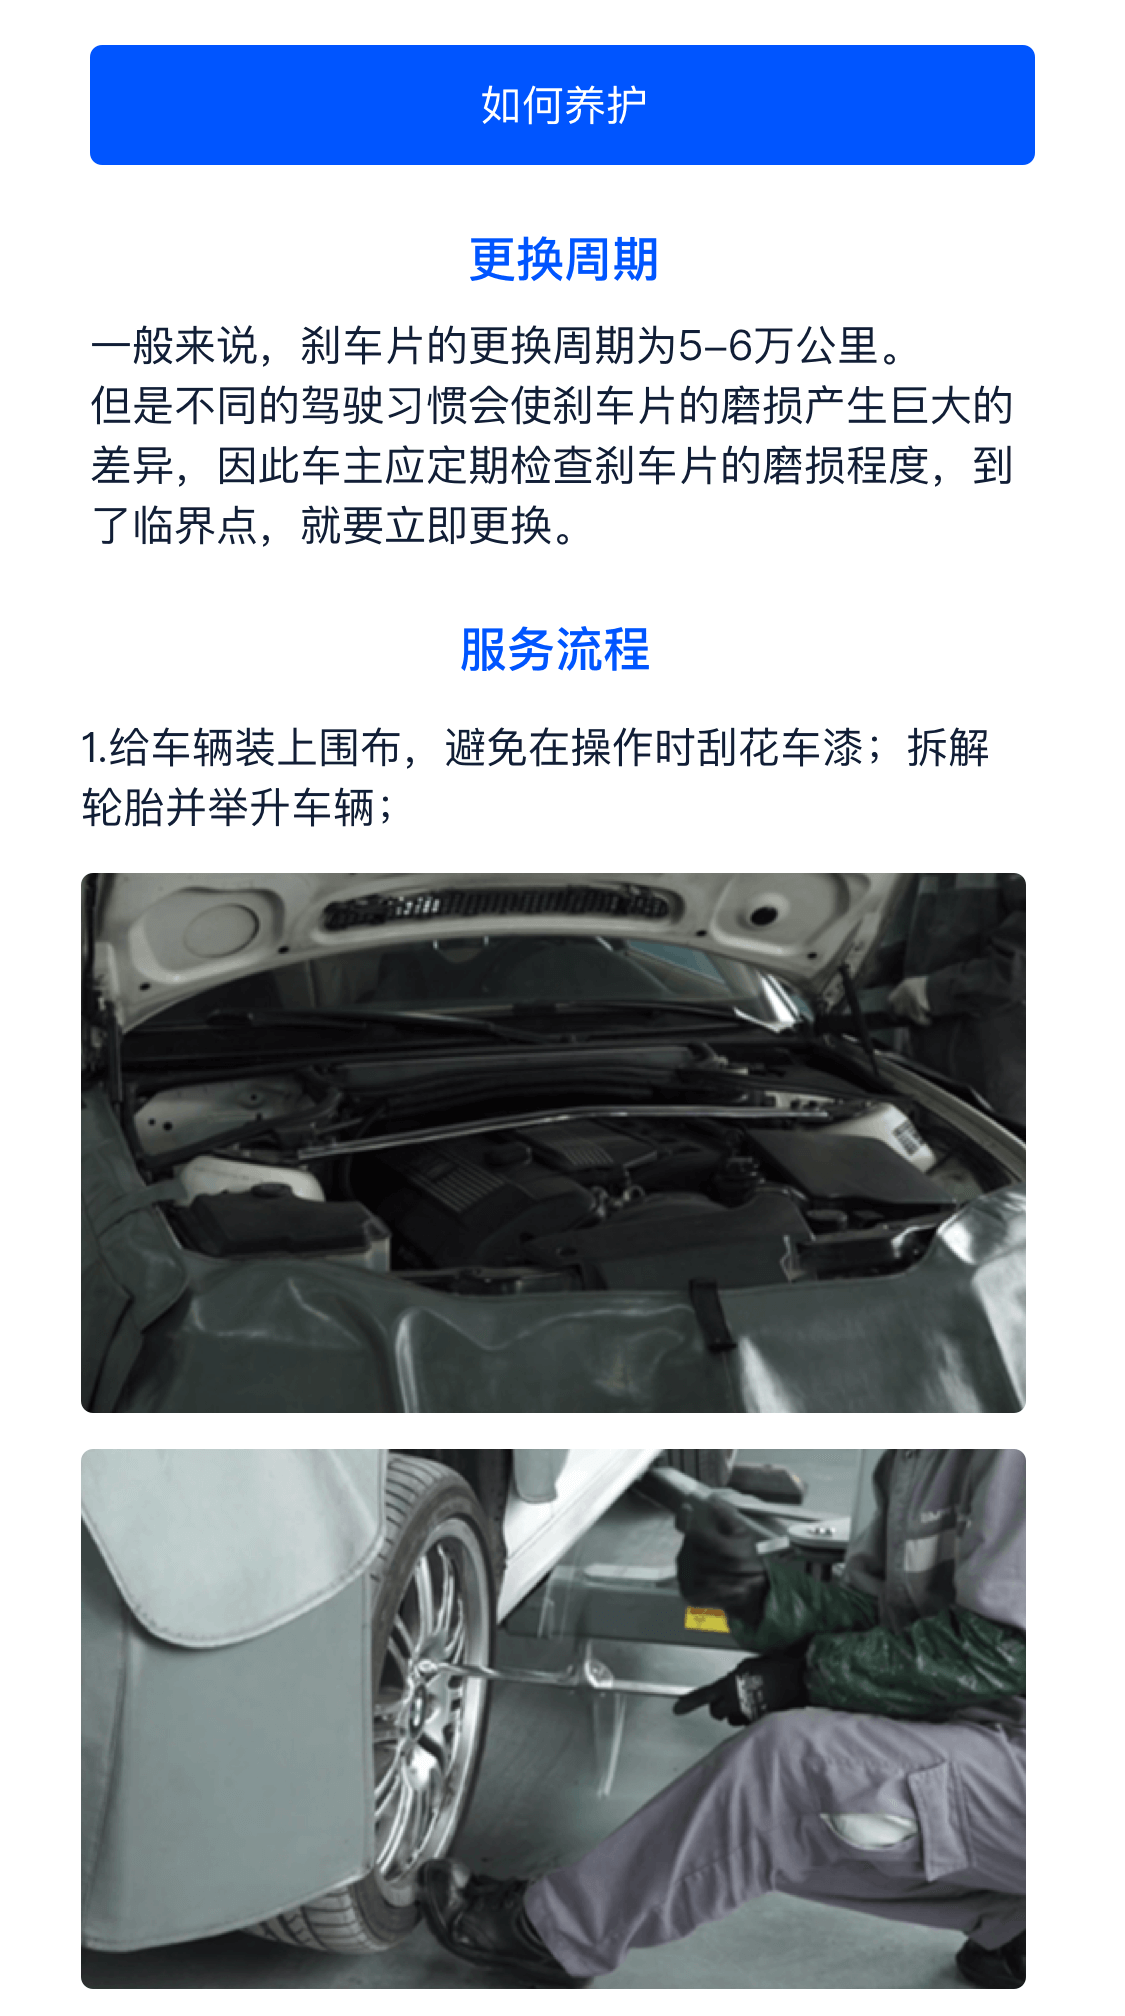 如何养护
更换周期
一般来说，刹车片的更换周期为5-6万公里。
但是不同的驾驶习惯会使刹车片的磨损产生巨大的
差异，因此车主应定期检查刹车片的磨损程度，到
了临界点，就要立即更换。
服务流程
1.给车辆装上围布，避免在操作时刮花车漆；拆解
轮胎并举升车辆；